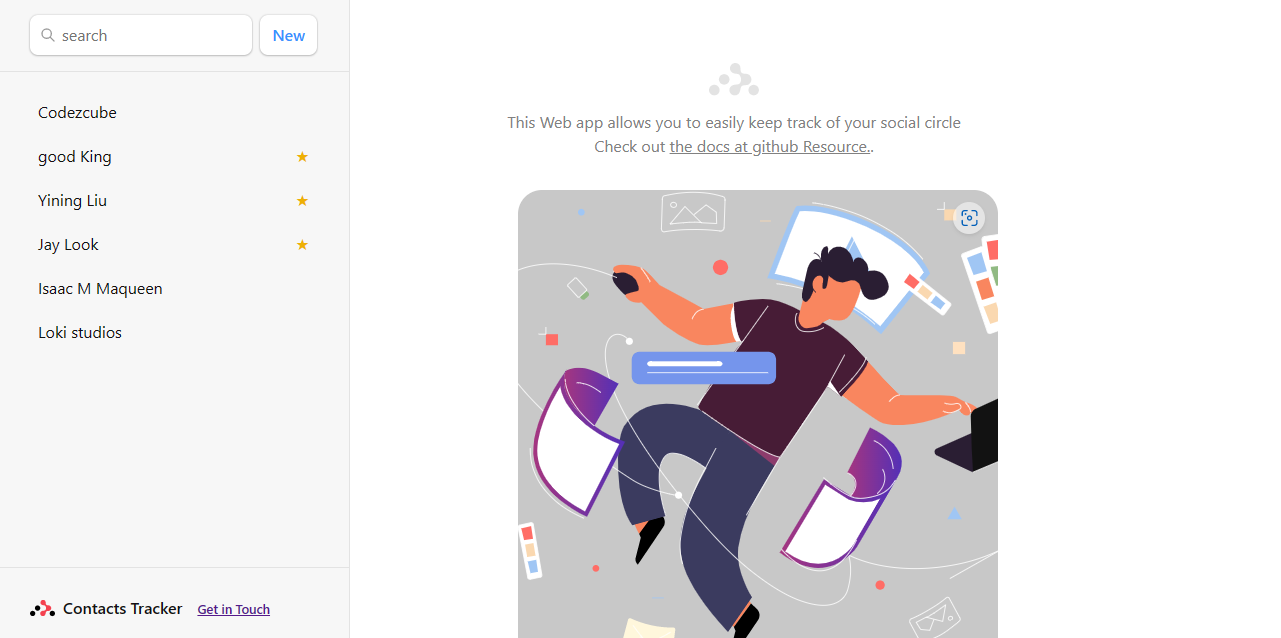 search
New
Codezcube
good King
Yining Liu
Jay Look
Isaac M Maqueen
Loki studios
Contacts Tracker
Get in Touch
This Web app allows you to easily keep track of your social circle
Check out the docs at github Resource..